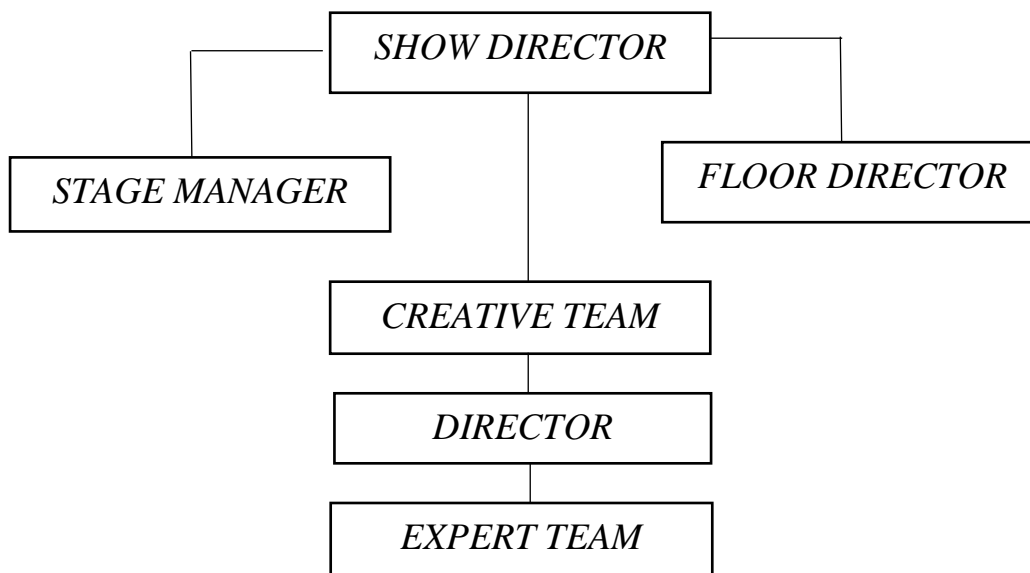 SHOW DIRECTOR
STAGE MANAGER
FLOOR DIRECTOR
CREATIVE TEAM
DIRECTOR
EXPERT TEAM